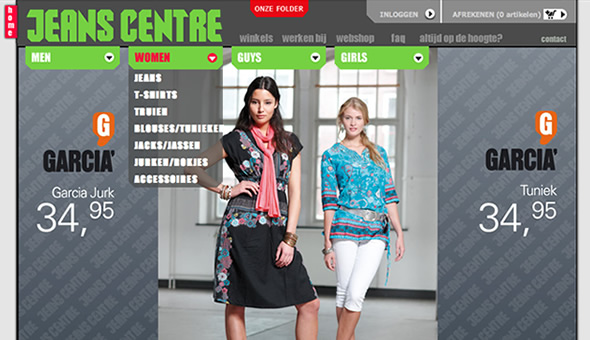 home
JEANS CENTRE
ONZE FOLDER
INLOGGEN
AFREKENEN (0 artikelen)
winkels werken bij webshop faq altijd op de hoogte? contact
MEN
WOMEN
GUYS
GIRLS
JEANS
T-SHIRTS
TRUIEN
BLOUSES/TUNIEKEN
JACKS/JASSEN
JURKEN/ROKJES
ACCESSOIRES
G
GARCIA
Garcia Jurk
34,95
G
GARCIA
Tuniek
34,95